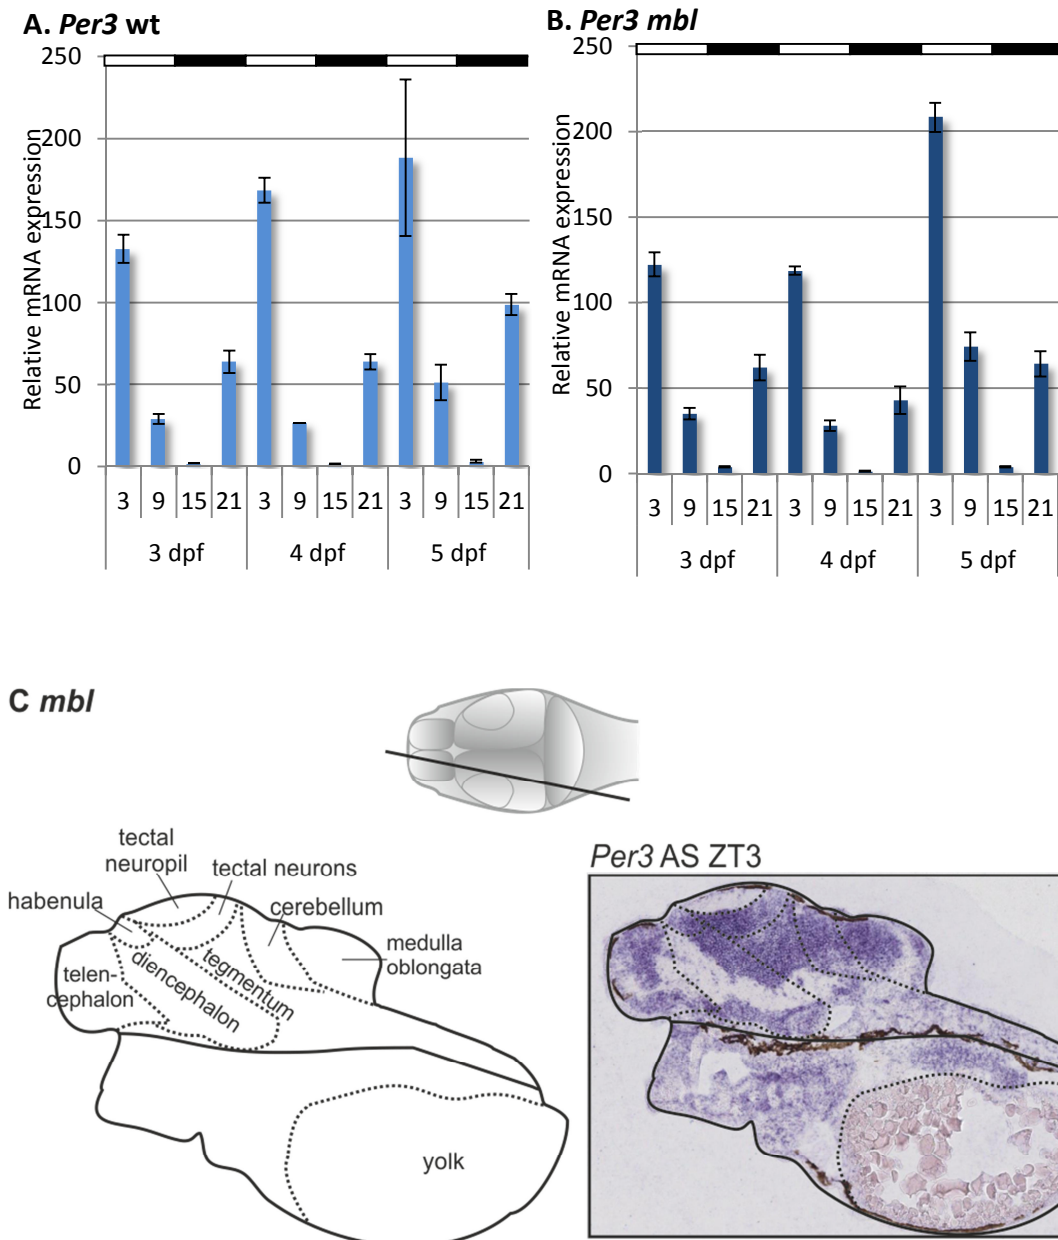 A. Per3 wt
250
200
150
100
50
0
Relative mRNA expression
3 9 15 21 3 9 15 21 3 9 15 21
3 dpf 4 dpf 5 dpf
B. Per3 mbl
250
200
150
100
50
0
Relative mRNA expression
3 9 15 21 3 9 15 21 3 9 15 21
3 dpf 4 dpf 5 dpf
C mbl
tectal
neuropil
tectal neurons
habenula
cerebellum
medulla
oblongata
telen-
cephalon
diencephalon
tegmentum
yolk
Per3 AS ZT3